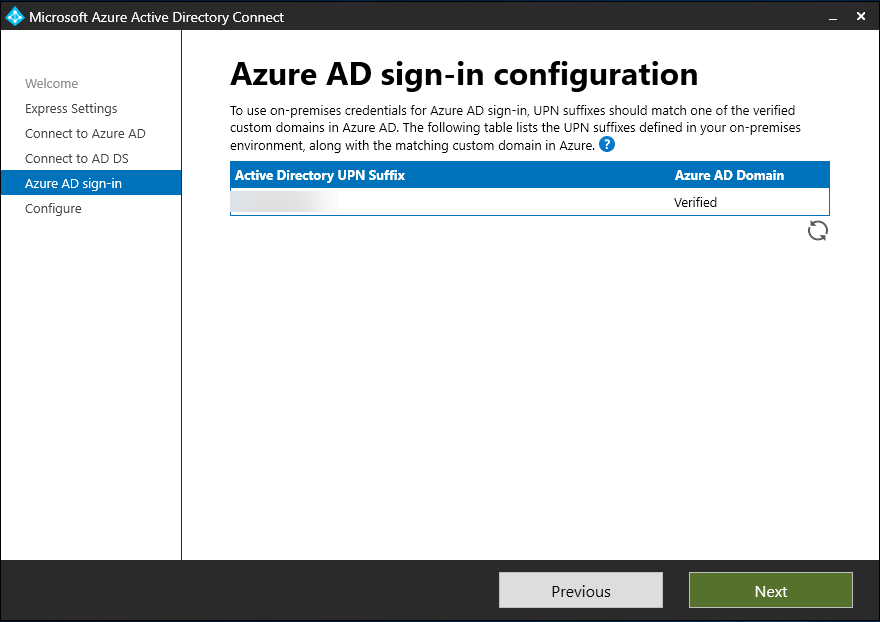 Microsoft Azure Active Directory Connect
Welcome
Express Settings
Connect to Azure AD
Connect to AD DS
Azure AD sign-in
Configure
Azure AD sign-in configuration
To use on-premises credentials for Azure AD sign-in, UPN suffixes should match one of the verified
custom domains in Azure AD. The following table lists the UPN suffixes defined in your on-premises
environment, along with the matching custom domain in Azure. ?
Active Directory UPN Suffix Azure AD Domain
Verified
Previous Next